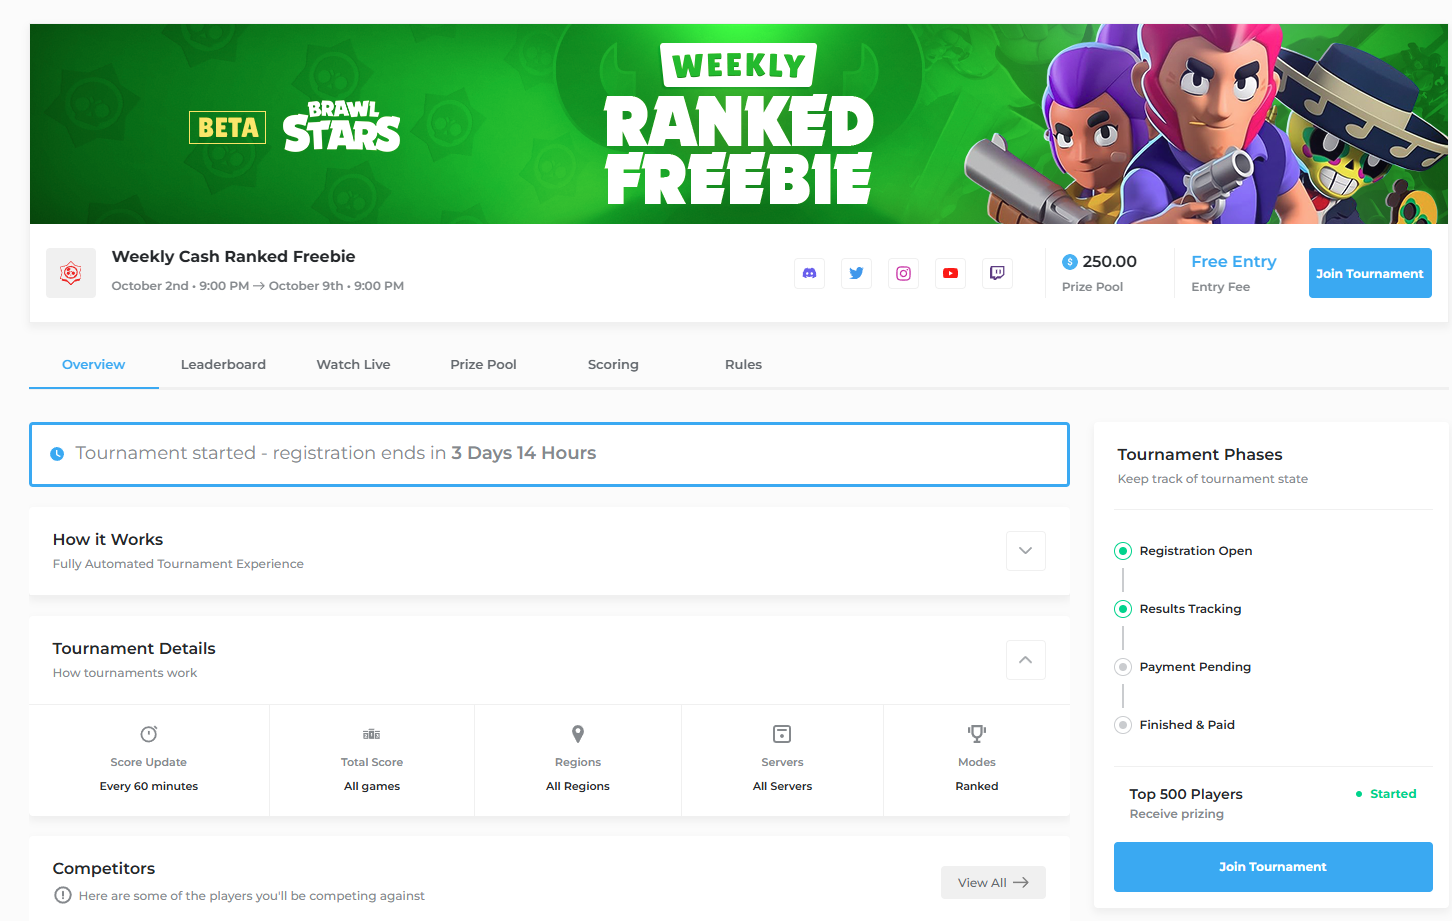 WEEKLY
RANKED
FREEBIE
BETA
BRAWL
STARS
Weekly Cash Ranked Freebie
October 2nd • 9:00 PM → October 9th • 9:00 PM
$ 250.00
Prize Pool
Free Entry
Entry Fee
Join Tournament
Overview
Leaderboard
Watch Live
Prize Pool
Scoring
Rules
Tournament started - registration ends in 3 Days 14 Hours
How it Works
Fully Automated Tournament Experience
Tournament Details
How tournaments work
Score Update
Every 60 minutes
Total Score
All games
Regions
All Regions
Servers
All Servers
Modes
Ranked
Competitors
Here are some of the players you'll be competing against
View All →
Tournament Phases
Keep track of tournament state
Registration Open
Results Tracking
Payment Pending
Finished & Paid
Top 500 Players
Receive prizing
Started
Join Tournament